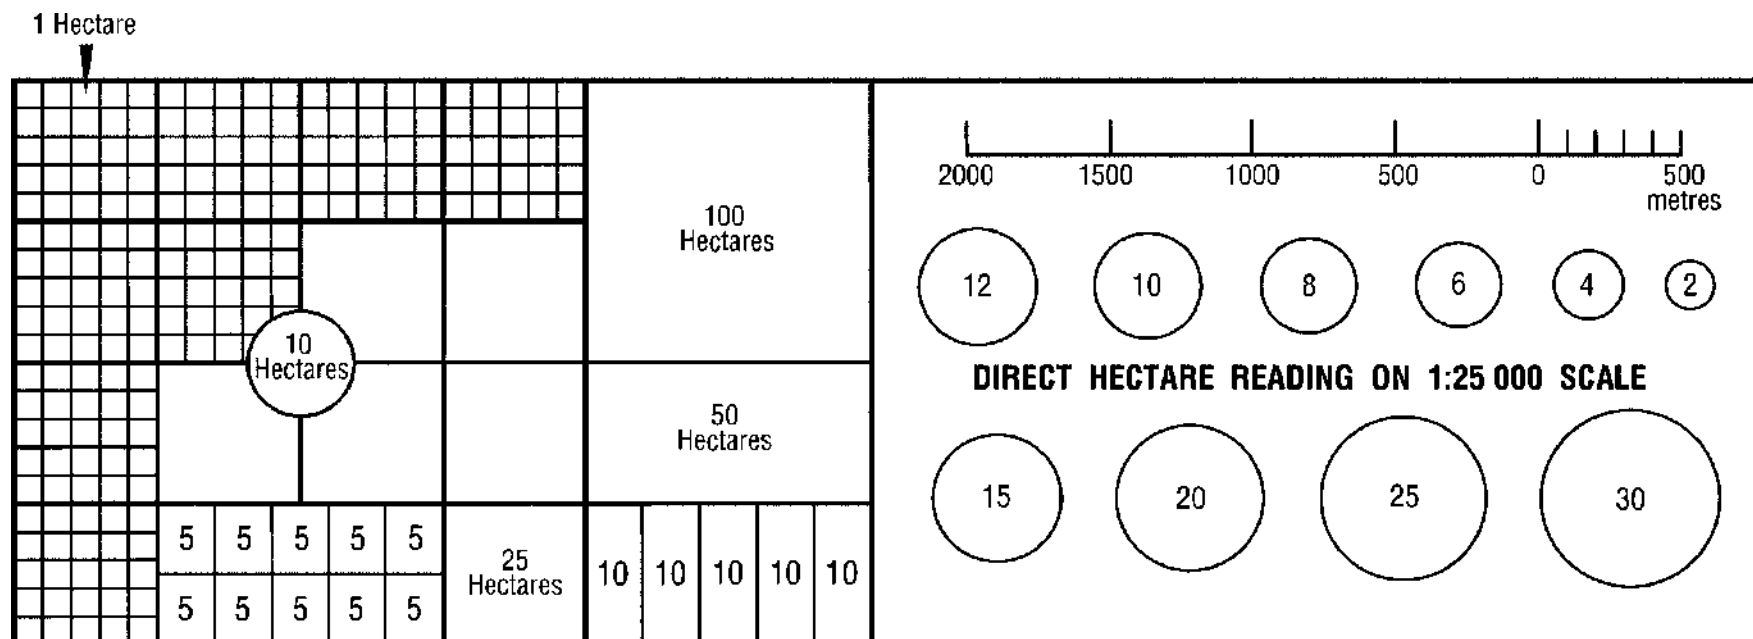 1 Hectare
100
Hectares
10
Hectares
50
Hectares
5 5 5 5 5
25
Hectares
10 10 10 10 10
5 5 5 5 5
2000 1500 1000 500 0 500
metres
12 10 8 6 4 2
DIRECT HECTARE READING ON 1:25 000 SCALE
15 20 25 30